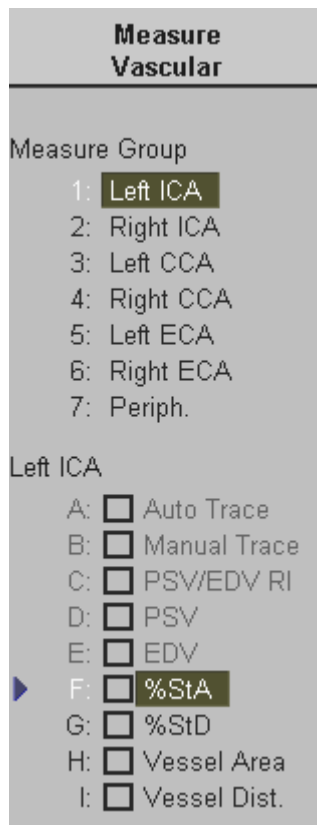 Measure
Vascular
Measure Group
1: Left ICA
2: Right ICA
3: Left CCA
4: Right CCA
5: Left ECA
6: Right ECA
7: Periph.
Left ICA
A: Auto Trace
B: Manual Trace
C: PSV/EDV RI
D: PSV
E: EDV
F: %StA
G: %StD
H: Vessel Area
I: Vessel Dist.